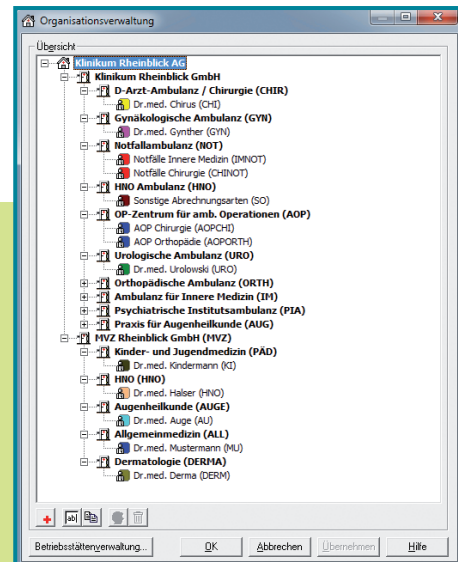 Organisationsverwaltung
Übersicht
Klinikum Rheinblick AG
Klinikum Rheinblick GmbH
D-Arzt-Ambulanz / Chirurgie (CHIR)
Dr.med. Chirus (CHI)
Gynäkologische Ambulanz (GYN)
Dr.med. Gynther (GYN)
Notfallambulanz (NOT)
Notfälle Innere Medizin (IMNOT)
Notfälle Chirurgie (CHINOT)
HNO Ambulanz (HNO)
Sonstige Abrechnungsarten (SO)
OP-Zentrum für amb. Operationen (AOP)
AOP Chirurgie (AOPCHI)
AOP Orthopädie (AOPORTH)
Urologische Ambulanz (URO)
Dr.med. Urolowski (URO)
Orthopädische Ambulanz (ORTH)
Ambulanz für Innere Medizin (IM)
Psychiatrische Institutsambulanz (PIA)
Praxis für Augenheilkunde (AUG)
MVZ Rheinblick GmbH (MVZ)
Kinder- und Jugendmedizin (PÄD)
Dr.med. Kindermann (KI)
HNO (HNO)
Dr.med. Halser (HNO)
Augenheilkunde (AUGE)
Dr.med. Auge (AU)
Allgemeinmedizin (ALL)
Dr.med. Mustermann (MU)
Dermatologie (DERMA)
Dr.med. Derma (DERM)
ab
Betriebsstättenverwaltung... OK Abbrechen Übernehmen Hilfe